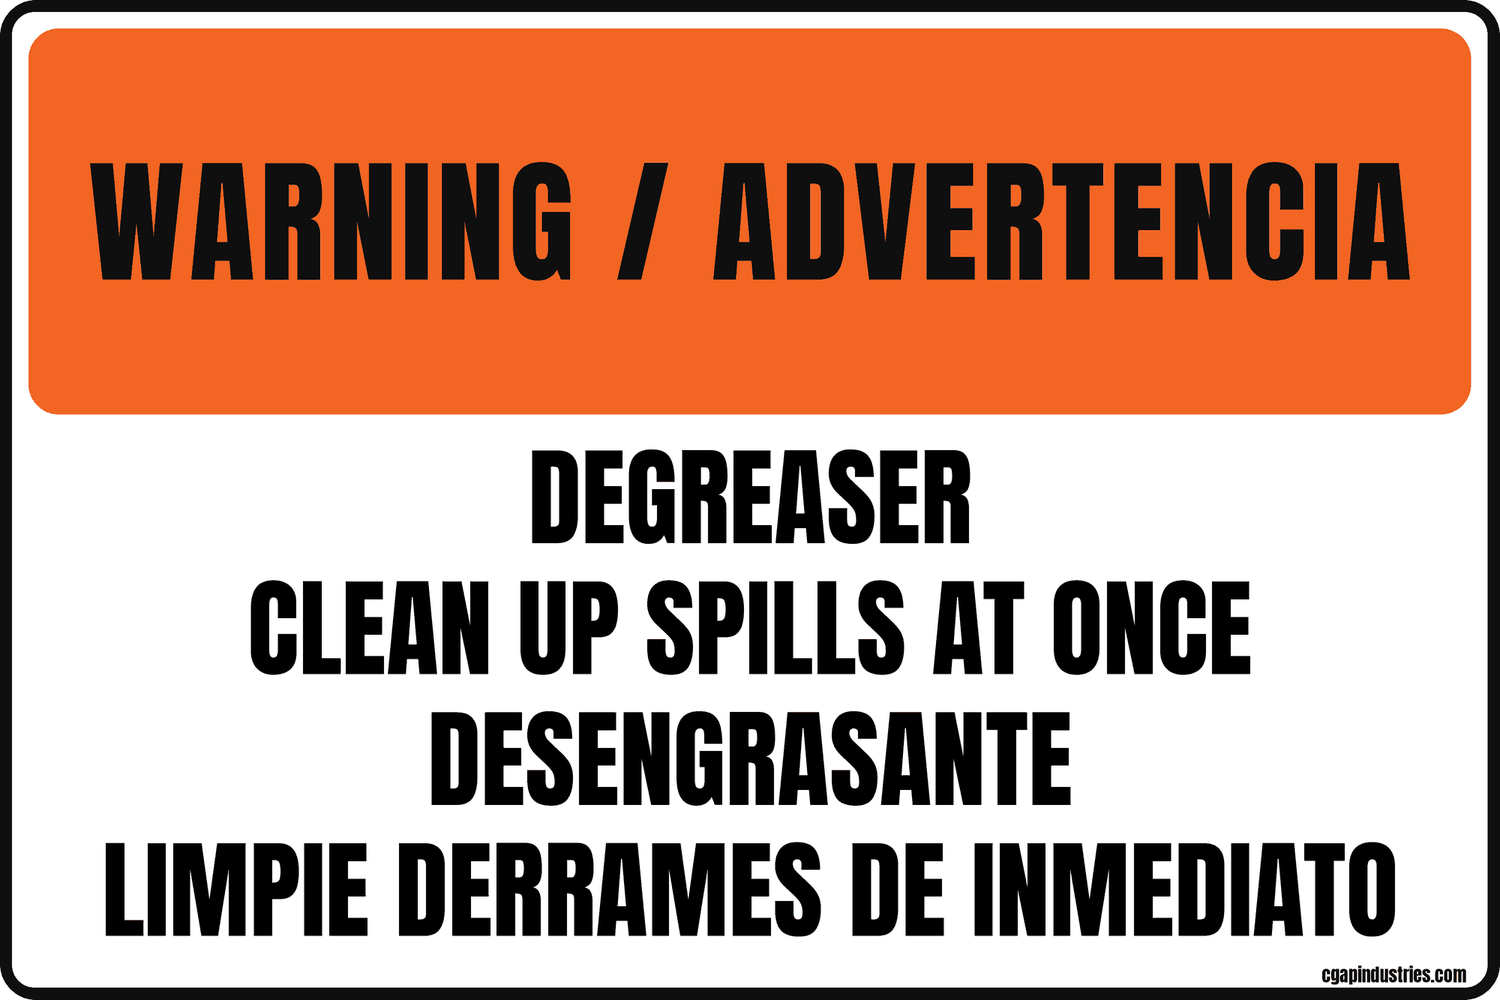 WARNING / ADVERTENCIA
DEGREASER
CLEAN UP SPILLS AT ONCE
DESENGRASANTE
LIMPIE DERRAMES DE INMEDIATO
cgapindustries.com